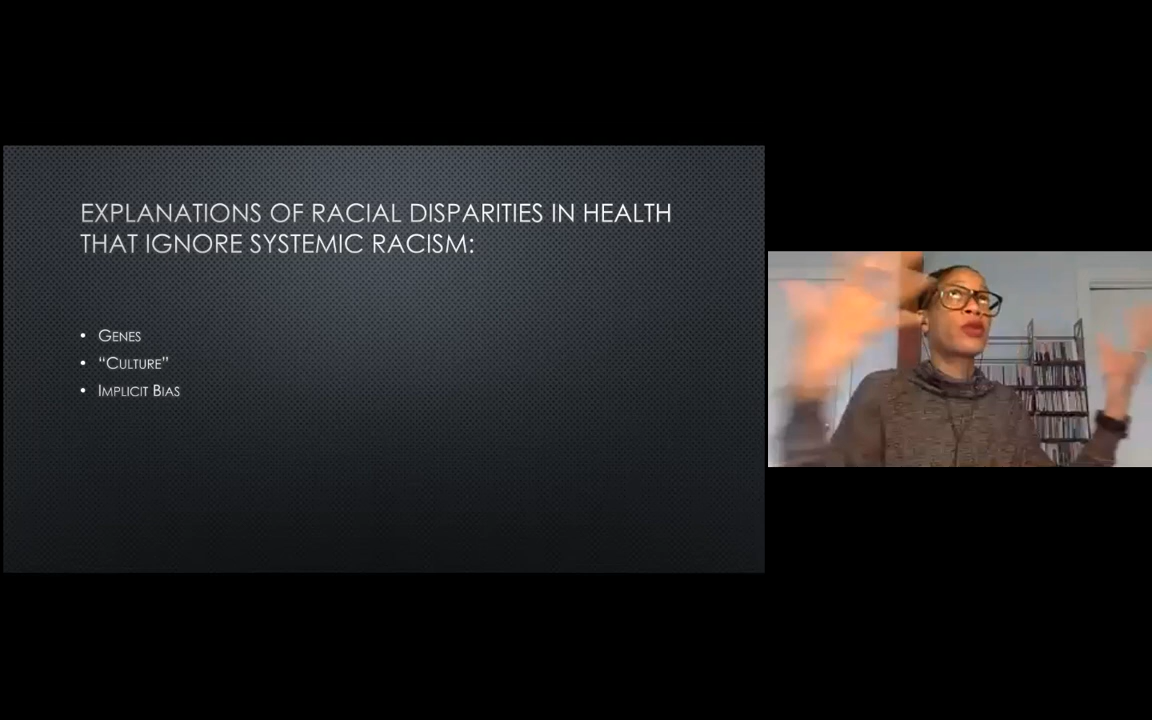 EXPLANATIONS OF RACIAL DISPARITIES IN HEALTH
THAT IGNORE SYSTEMIC RACISM:
• GENES
• “CULTURE”
• IMPLICIT BIAS